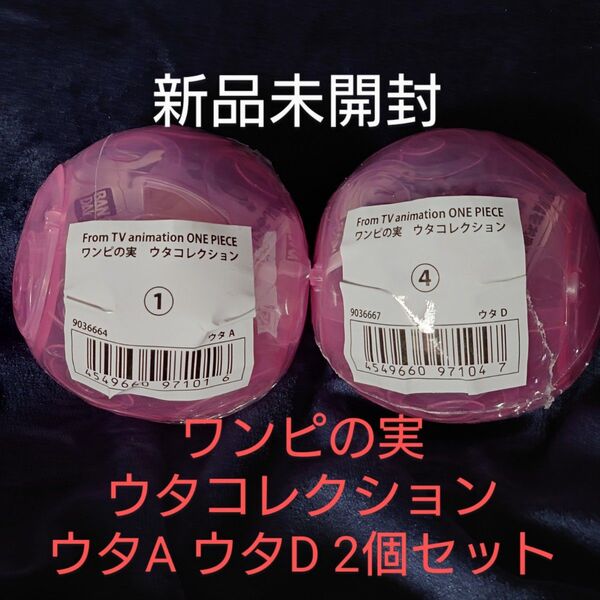 新品未開封
BAN
From TV animation ONE PIECE
ワンピの実 ウタコレクション
①
9036664 ウタA
4549660 97101 6
From TV animation ONE PIECE
ワンピの実 ウタコレクション
④
9036667 ウタD
4549660 97104 7
ワンピの実
ウタコレクション
ウタA ウタD 2個セット